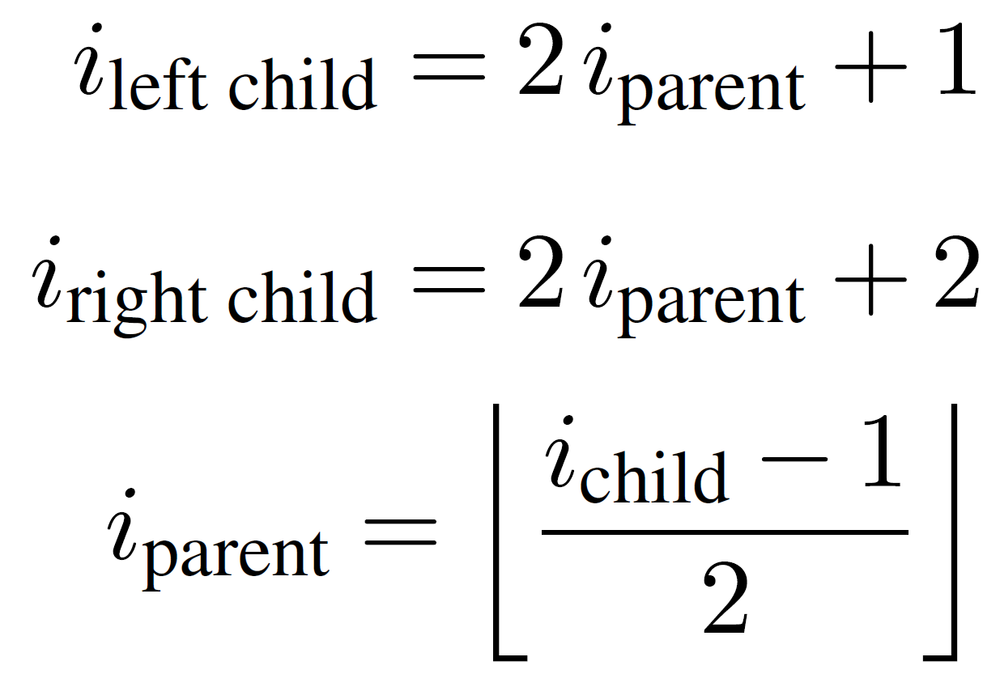 i_left child = 2 i_parent + 1
i_right child = 2 i_parent + 2
i_parent = ⌊(i_child − 1) / 2⌋